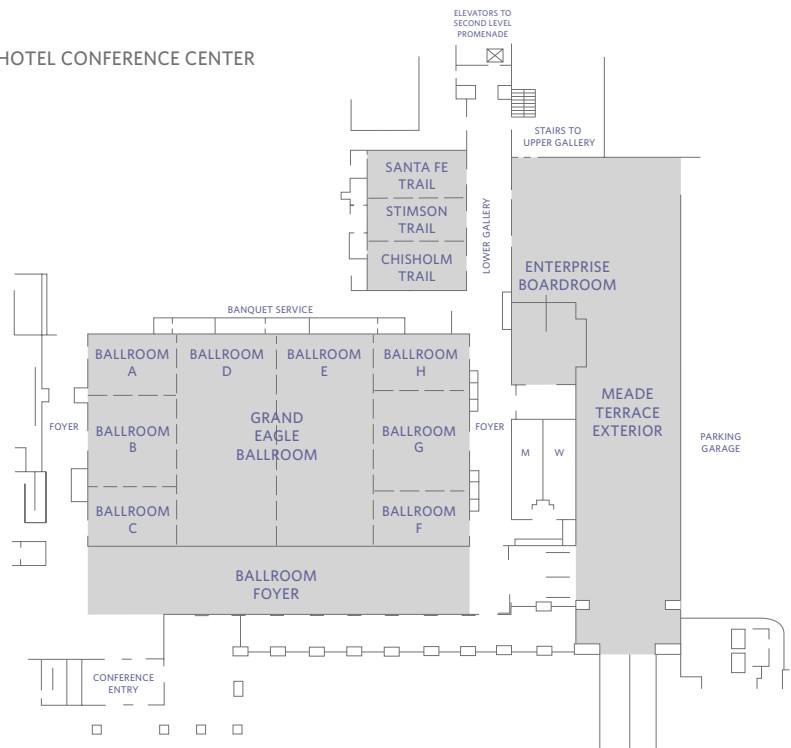 HOTEL CONFERENCE CENTER
ELEVATORS TO
SECOND LEVEL
PROMENADE
STAIRS TO
UPPER GALLERY
SANTA FE
TRAIL
STIMSON
TRAIL
CHISHOLM
TRAIL
LOWER GALLERY
ENTERPRISE
BOARDROOM
BANQUET SERVICE
BALLROOM
A
BALLROOM
D
BALLROOM
E
BALLROOM
H
FOYER
BALLROOM
B
GRAND
EAGLE
BALLROOM
BALLROOM
G
FOYER
M
W
MEADE
TERRACE
EXTERIOR
PARKING
GARAGE
BALLROOM
C
BALLROOM
F
BALLROOM
FOYER
CONFERENCE
ENTRY